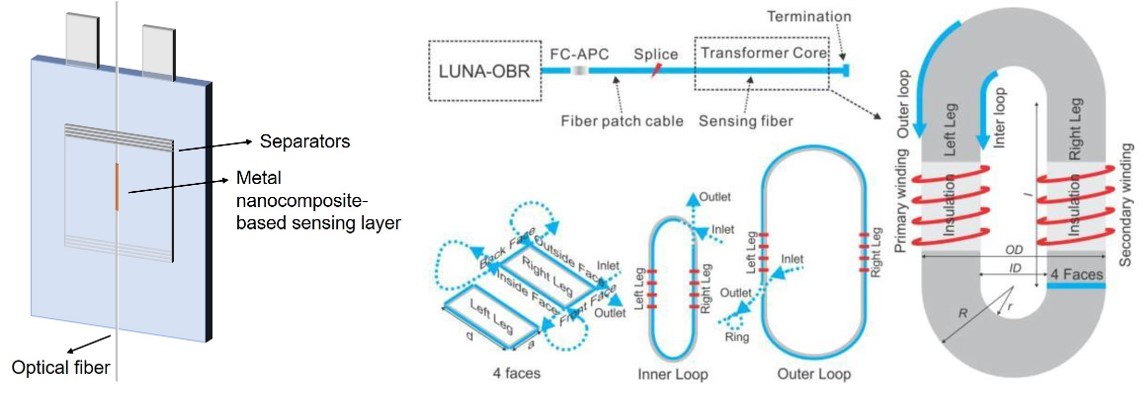 Separators
Metal
nanocomposite-
based sensing layer
Optical fiber
Termination
FC-APC
Splice
Transformer Core
LUNA-OBR
Fiber patch cable
Sensing fiber
Back Face
Outside Face
Right Leg
Inlet
Inside Face
Front Face
Outlet
Left Leg
d
a
4 faces
Outlet
Inlet
Left Leg
Right Leg
Inner Loop
Left Leg
Right Leg
Inlet
Outlet
Ring
Outer Loop
Outer loop
Left Leg
Inter loop
Right Leg
Primary winding
Insulation
l
Insulation
Secondary winding
OD
ID
4 Faces
R
r